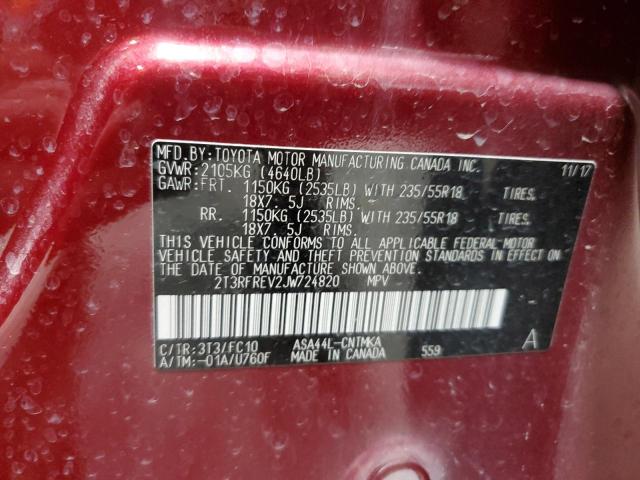 MFD.BY:TOYOTA MOTOR MANUFACTURING CANADA INC. 11/17
GVWR:2105KG (4640LB)
GAWR:FRT. 1150KG (2535LB) WITH 235/55R18 TIRES,
18X7. 5J RIMS.
RR. 1150KG (2535LB) WITH 235/55R18 TIRES,
18X7. 5J RIMS.
THIS VEHICLE CONFORMS TO ALL APPLICABLE FEDERAL MOTOR
VEHICLE SAFETY AND THEFT PREVENTION STANDARDS IN EFFECT
ON THE DATE OF MANUFACTURE SHOWN ABOVE.
2T3RFREV2JW724820 MPV
C/TR:3T3/FC10 ASA44L-CNTMKA
A/TM:-01A/U760F MADE IN CANADA 559 A